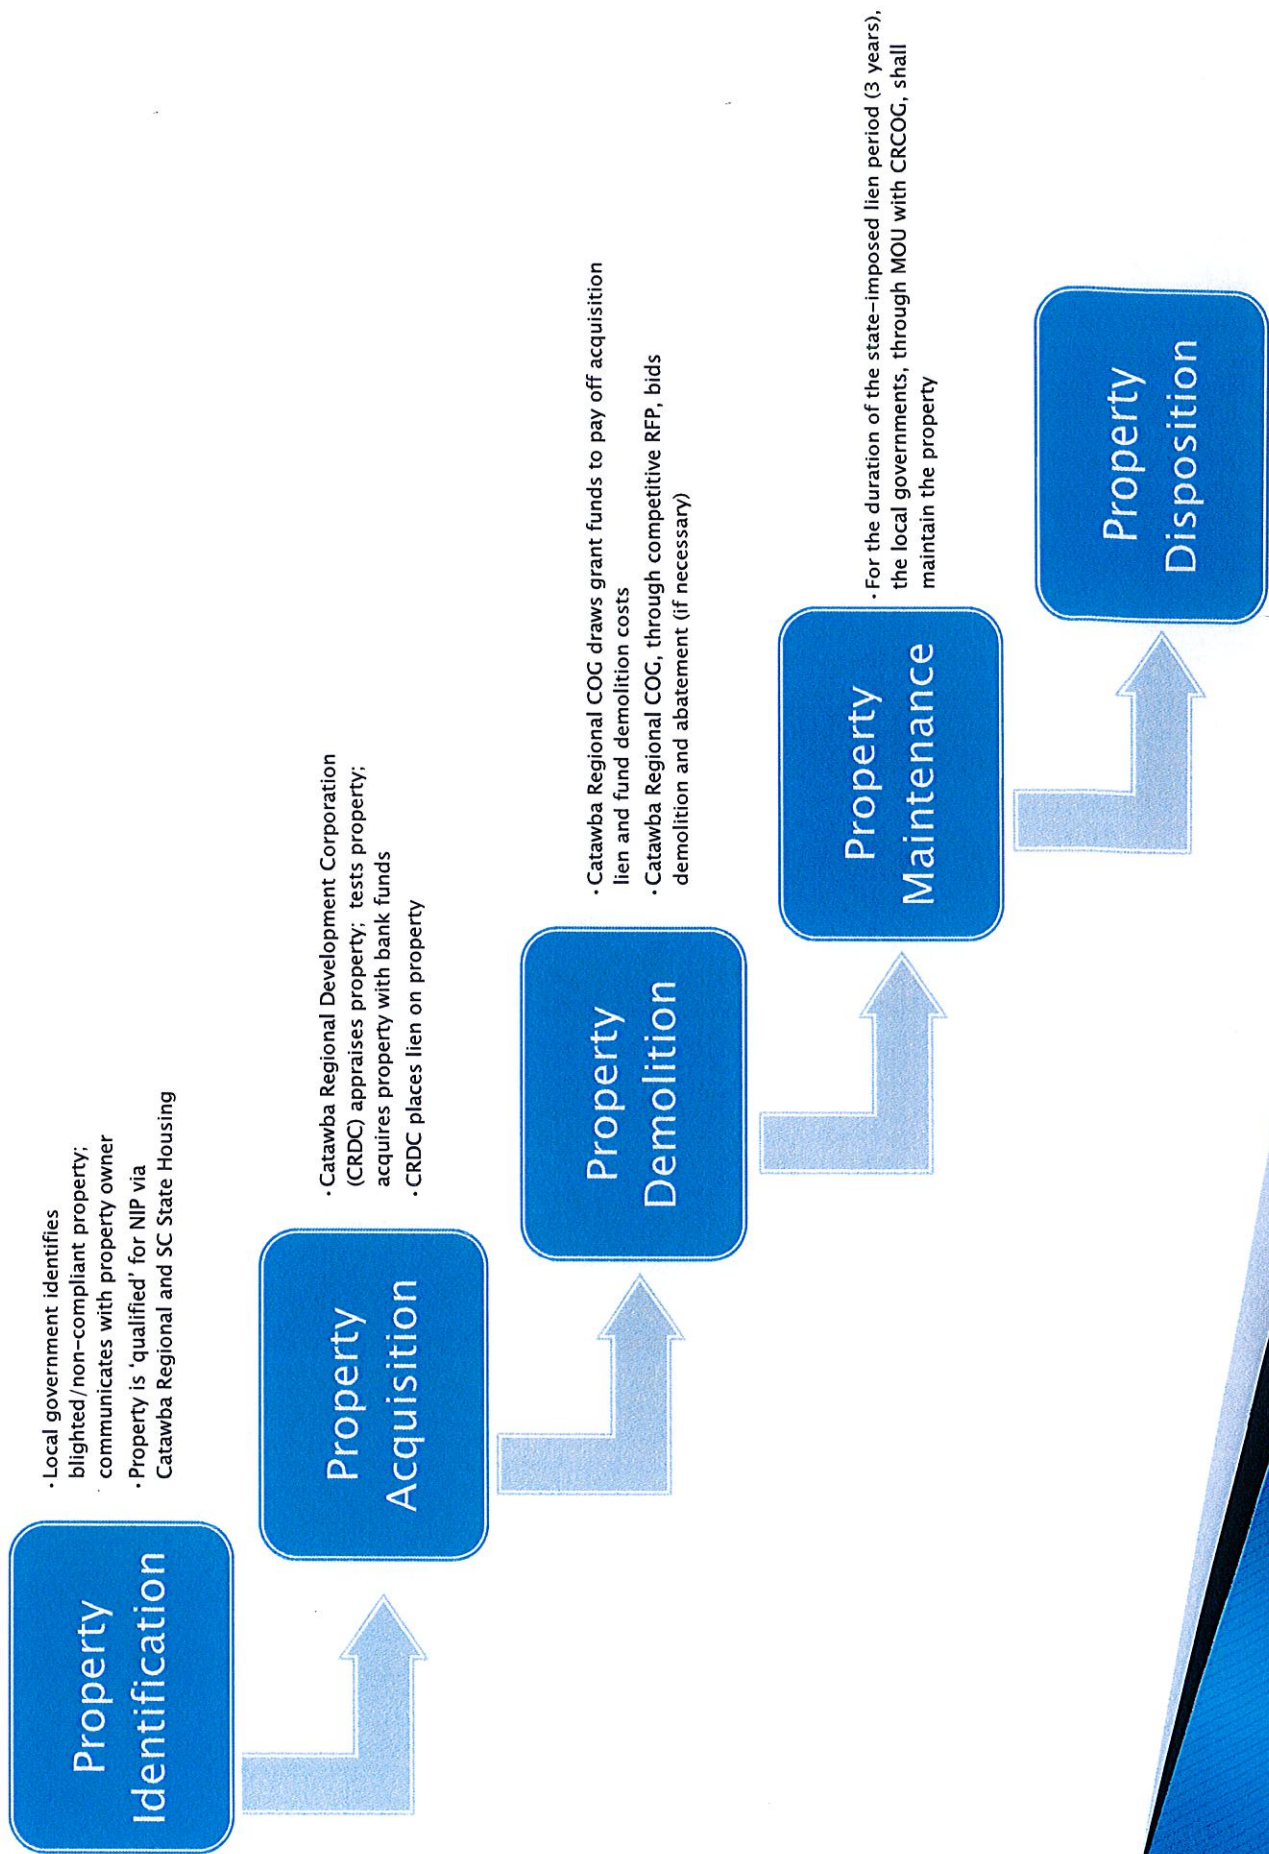 Property
Identification
· Local government identifies
blighted/non-compliant property;
communicates with property owner
· Property is ‘qualified’ for NIP via
Catawba Regional and SC State Housing
Property
Acquisition
· Catawba Regional Development Corporation
(CRDC) appraises property; tests property;
acquires property with bank funds
· CRDC places lien on property
Property
Demolition
· Catawba Regional COG draws grant funds to pay off acquisition
lien and fund demolition costs
· Catawba Regional COG, through competitive RFP, bids
demolition and abatement (if necessary)
Property
Maintenance
· For the duration of the state-imposed lien period (3 years),
the local governments, through MOU with CRCOG, shall
maintain the property
Property
Disposition